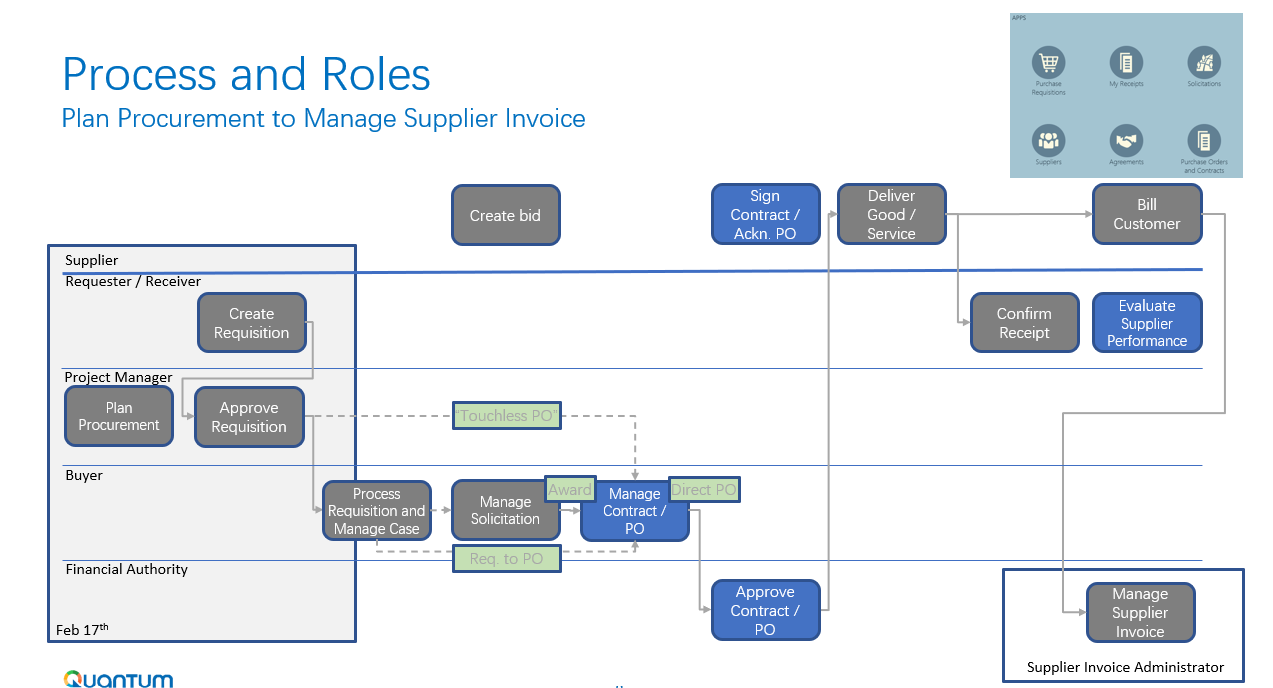 APPS
Process and Roles
Plan Procurement to Manage Supplier Invoice
Purchase
Requisitions
My Receipts
Solicitations
Suppliers
Agreements
Purchase Orders
and Contracts
Create bid
Sign
Contract /
Ackn. PO
Deliver
Good /
Service
Bill
Customer
Supplier
Requester / Receiver
Create
Requisition
Confirm
Receipt
Evaluate
Supplier
Performance
Project Manager
Plan
Procurement
Approve
Requisition
"Touchless PO"
Buyer
Process
Requisition and
Manage Case
Manage
Solicitation
Award
Manage
Contract /
PO
Direct PO
Req. to PO
Financial Authority
Approve
Contract /
PO
Manage
Supplier
Invoice
Feb 17th
Supplier Invoice Administrator
QUANTUM